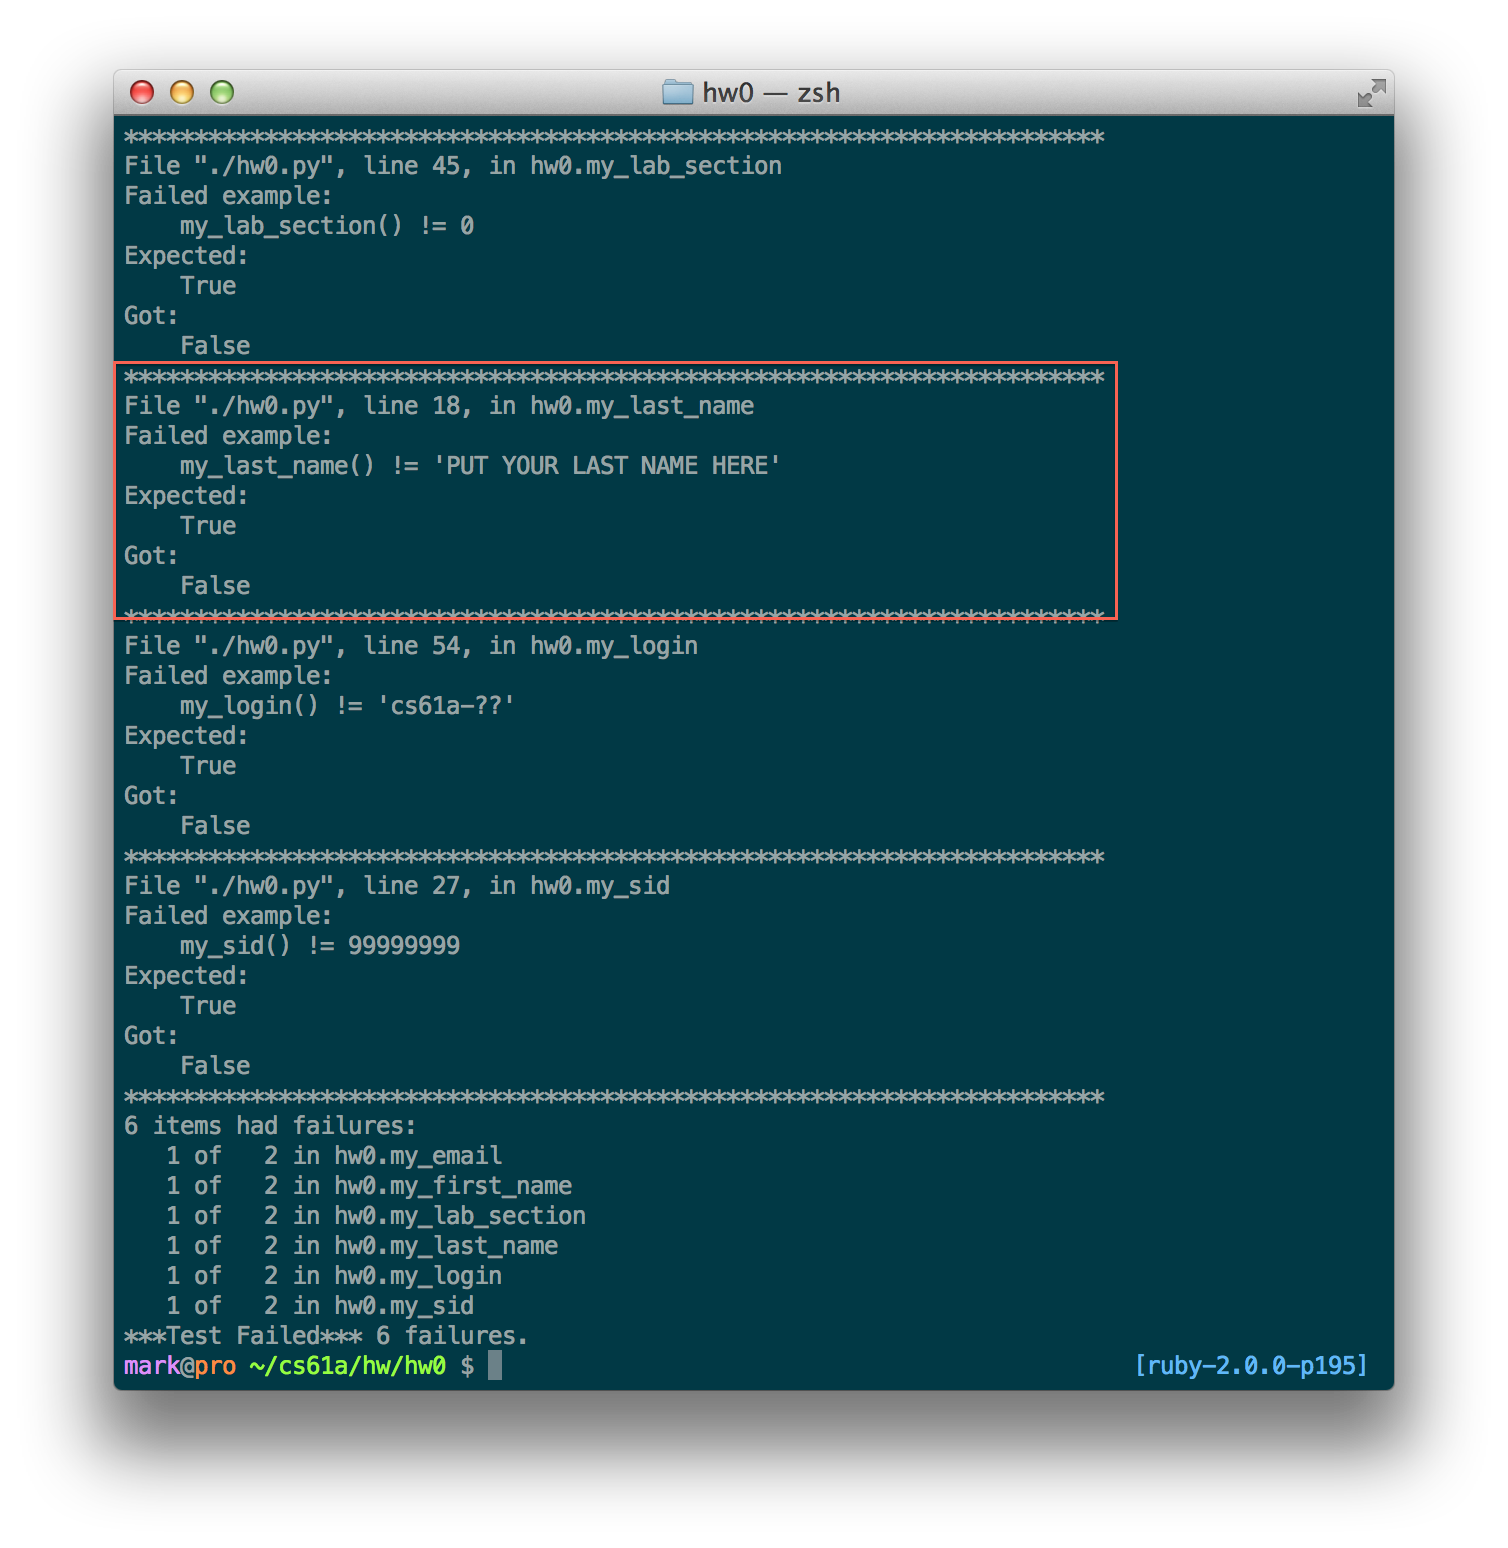 hw0 — zsh
**********************************************************************
File "./hw0.py", line 45, in hw0.my_lab_section
Failed example:
    my_lab_section() != 0
Expected:
    True
Got:
    False
**********************************************************************
File "./hw0.py", line 18, in hw0.my_last_name
Failed example:
    my_last_name() != 'PUT YOUR LAST NAME HERE'
Expected:
    True
Got:
    False
**********************************************************************
File "./hw0.py", line 54, in hw0.my_login
Failed example:
    my_login() != 'cs61a-??'
Expected:
    True
Got:
    False
**********************************************************************
File "./hw0.py", line 27, in hw0.my_sid
Failed example:
    my_sid() != 99999999
Expected:
    True
Got:
    False
**********************************************************************
6 items had failures:
   1 of   2 in hw0.my_email
   1 of   2 in hw0.my_first_name
   1 of   2 in hw0.my_lab_section
   1 of   2 in hw0.my_last_name
   1 of   2 in hw0.my_login
   1 of   2 in hw0.my_sid
***Test Failed*** 6 failures.
mark@pro ~/cs61a/hw/hw0 $ [ruby-2.0.0-p195]